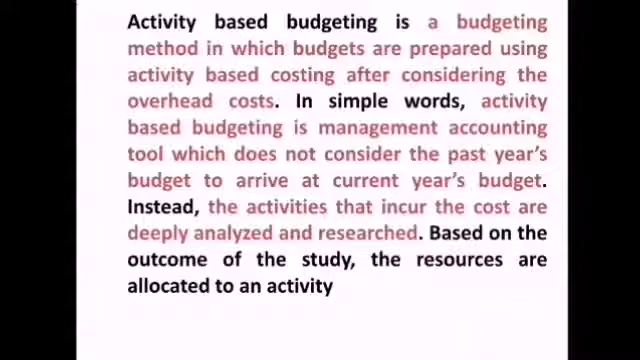 Activity based budgeting is a budgeting
method in which budgets are prepared using
activity based costing after considering the
overhead costs. In simple words, activity
based budgeting is management accounting
tool which does not consider the past year's
budget to arrive at current year's budget.
Instead, the activities that incur the cost are
deeply analyzed and researched. Based on the
outcome of the study, the resources are
allocated to an activity